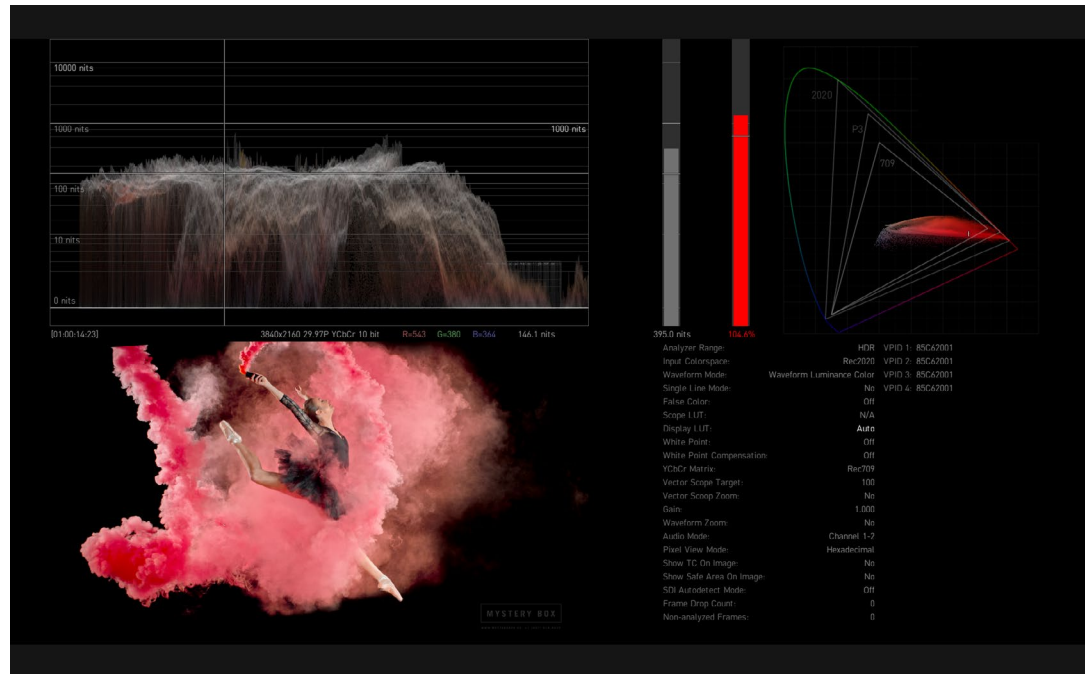 10000 nits
1000 nits
1000 nits
100 nits
10 nits
0 nits
[01:00:14:23] 3840x2160 29.97P YCbCr 10 bit R=543 G=380 B=364 146.1 nits
395.0 nits 104.6%
2020
P3
709
Analyzer Range: HDR VPID 1: 85C62001
Input Colorspace: Rec2020 VPID 2: 85C62001
Waveform Mode: Waveform Luminance Color VPID 3: 85C62001
Single Line Mode: No VPID 4: 85C62001
False Color: Off
Scope LUT: N/A
Display LUT: Auto
White Point: Off
White Point Compensation: Off
YCbCr Matrix: Rec709
Vector Scope Target: 100
Vector Scoop Zoom: No
Gain: 1.000
Waveform Zoom: No
Audio Mode: Channel 1-2
Pixel View Mode: Hexadecimal
Show TC On Image: No
Show Safe Area On Image: No
SDI Autodetect Mode: Off
Frame Drop Count: 0
Non-analyzed Frames: 0
MYSTERY BOX